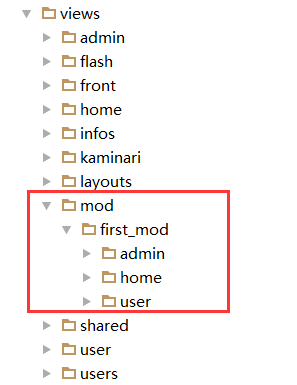 views
admin
flash
front
home
infos
kaminari
layouts
mod
first_mod
admin
home
user
shared
user
users